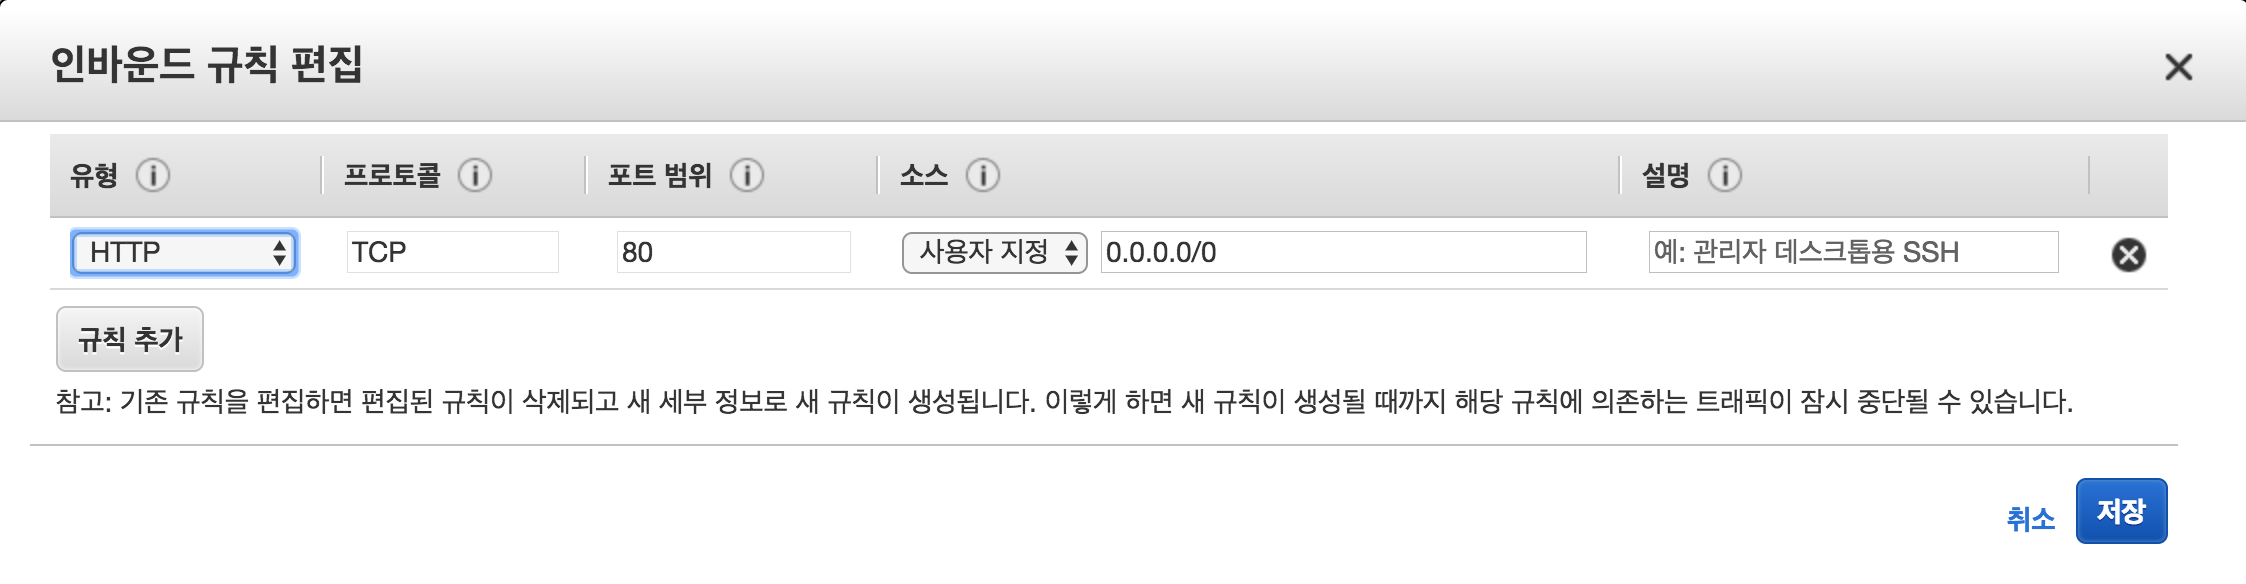 인바운드 규칙 편집
유형 프로토콜 포트 범위 소스 설명
HTTP TCP 80 사용자 지정 0.0.0.0/0 예: 관리자 데스크톱용 SSH
규칙 추가
참고: 기존 규칙을 편집하면 편집된 규칙이 삭제되고 새 세부 정보로 새 규칙이 생성됩니다. 이렇게 하면 새 규칙이 생성될 때까지 해당 규칙에 의존하는 트래픽이 잠시 중단될 수 있습니다.
취소 저장